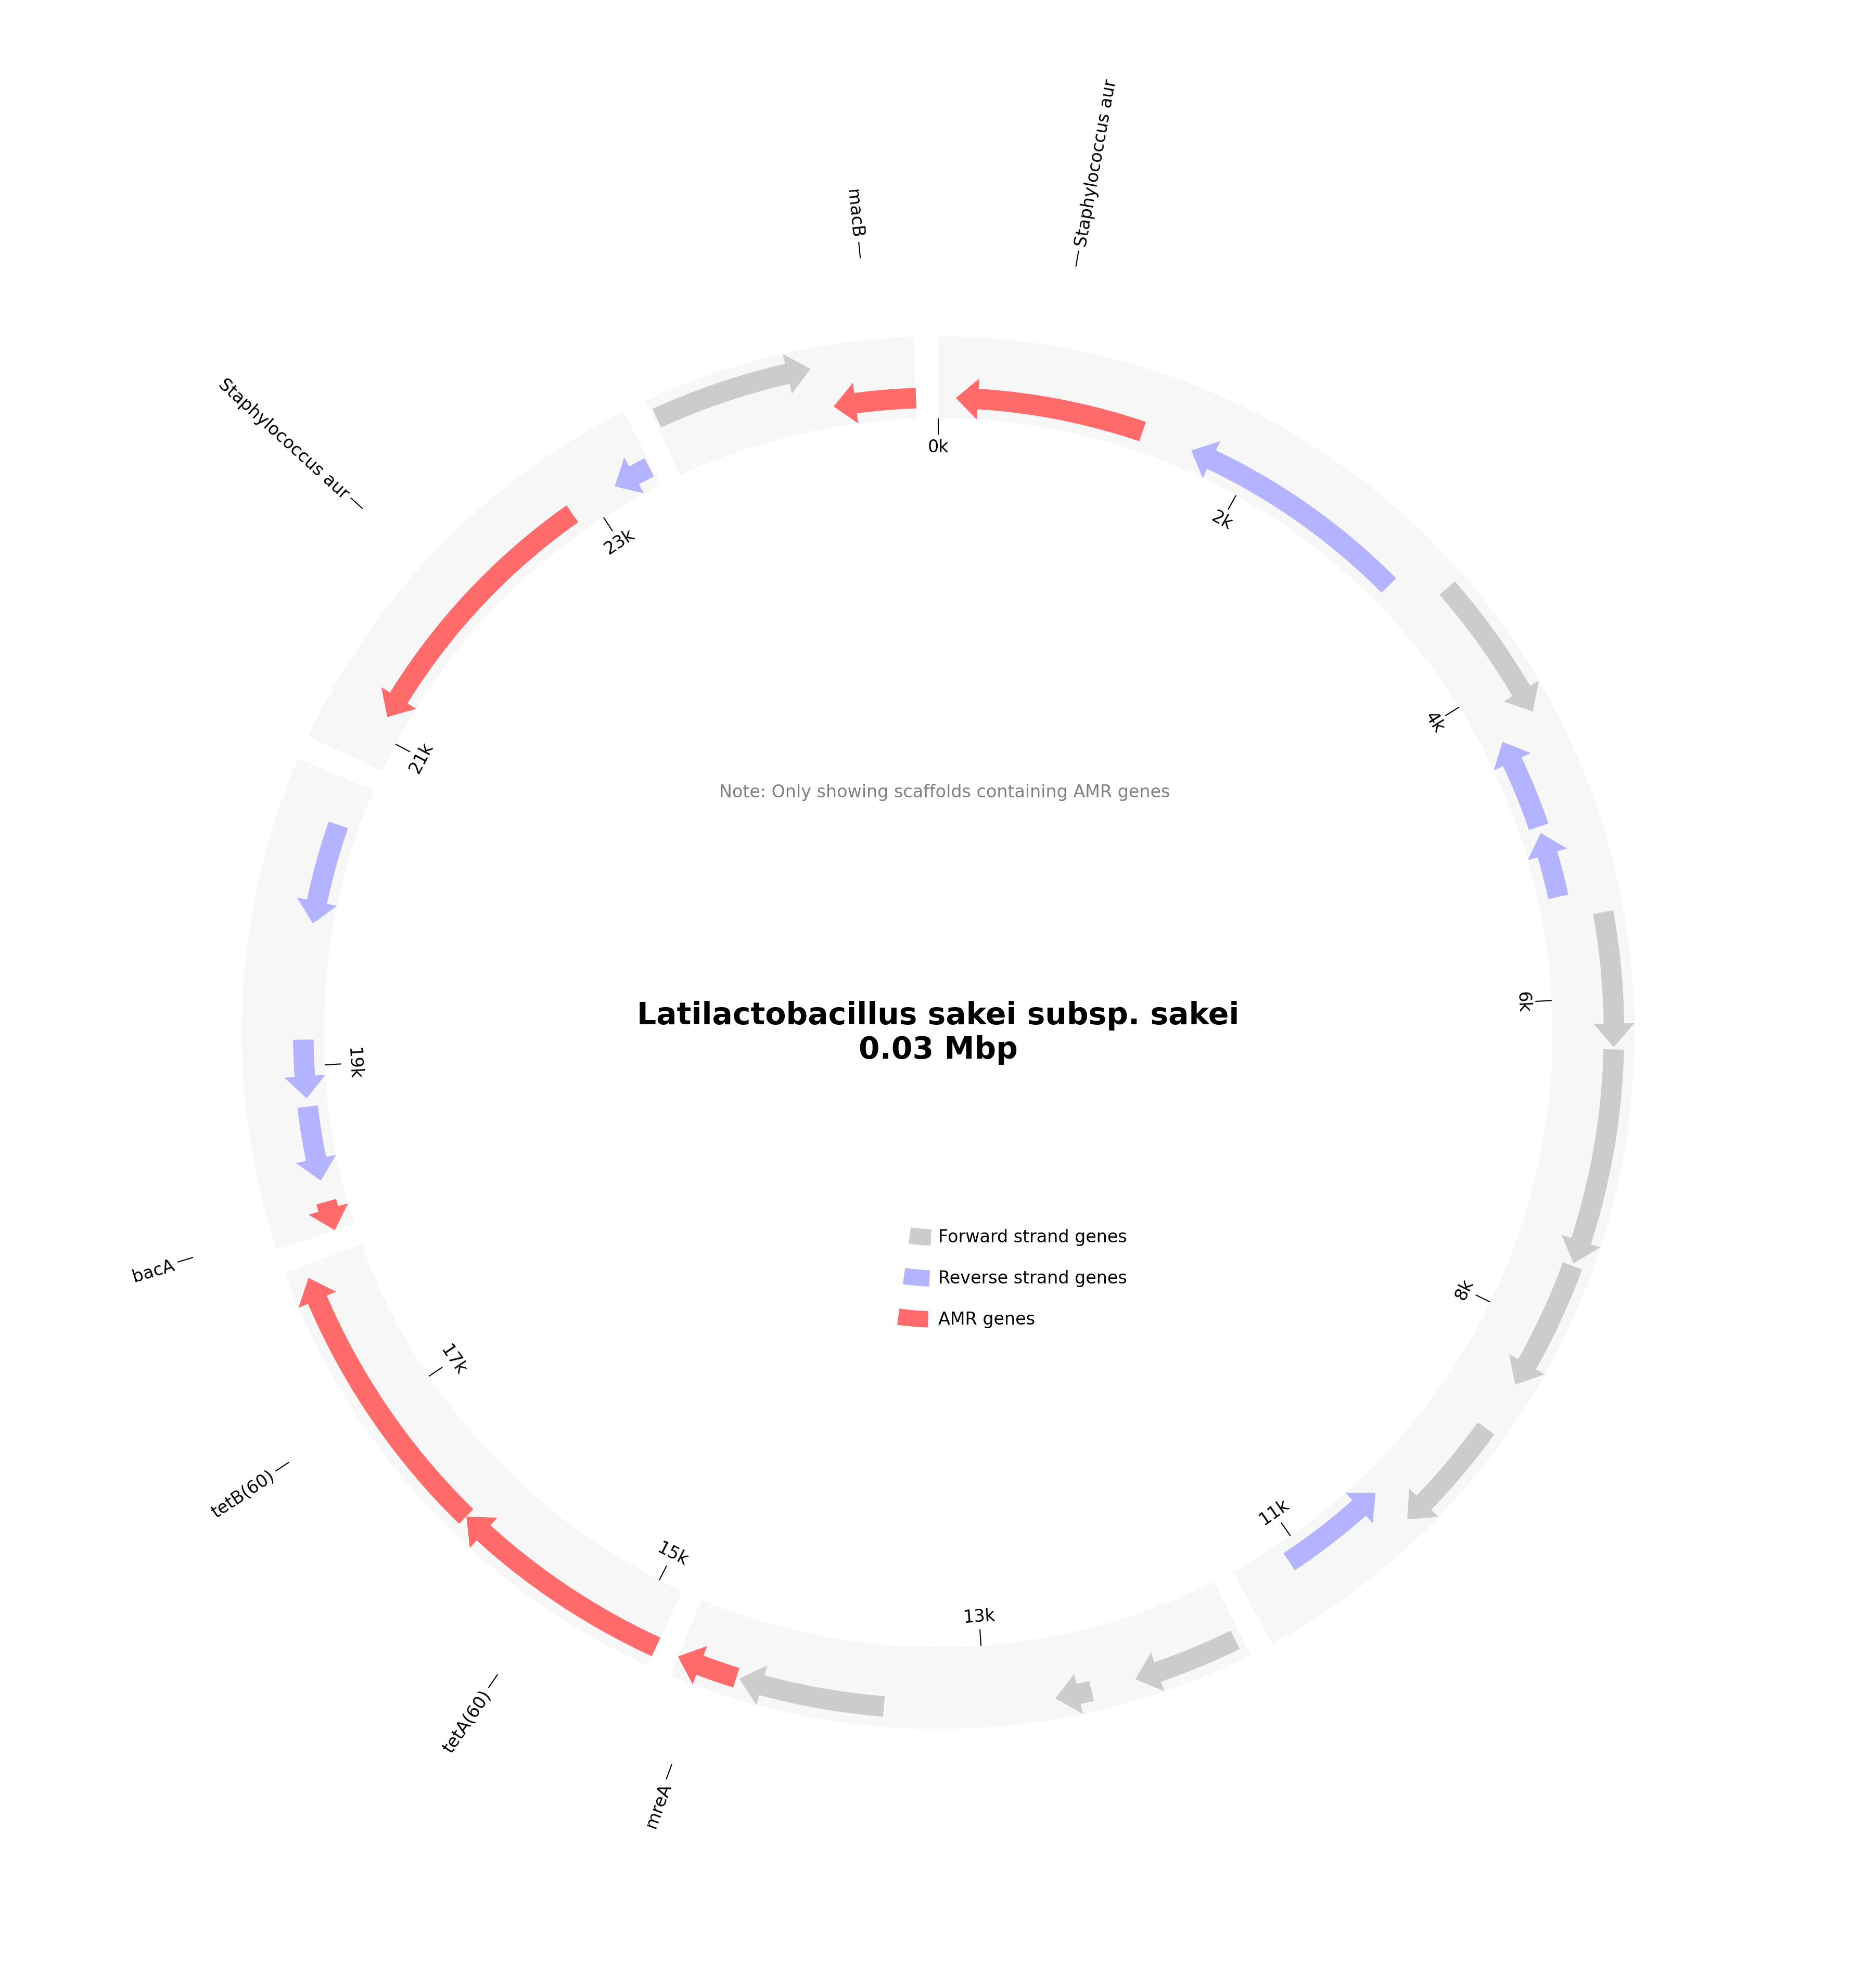 Staphylococcus aur
macB
Staphylococcus aur
0k
2k
23k
4k
21k
Note: Only showing scaffolds containing AMR genes
6k
Latilactobacillus sakei subsp. sakei
0.03 Mbp
19k
Forward strand genes
bacA
Reverse strand genes
8k
AMR genes
17k
tetB(60)
11k
15k
13k
tetA(60)
mreA